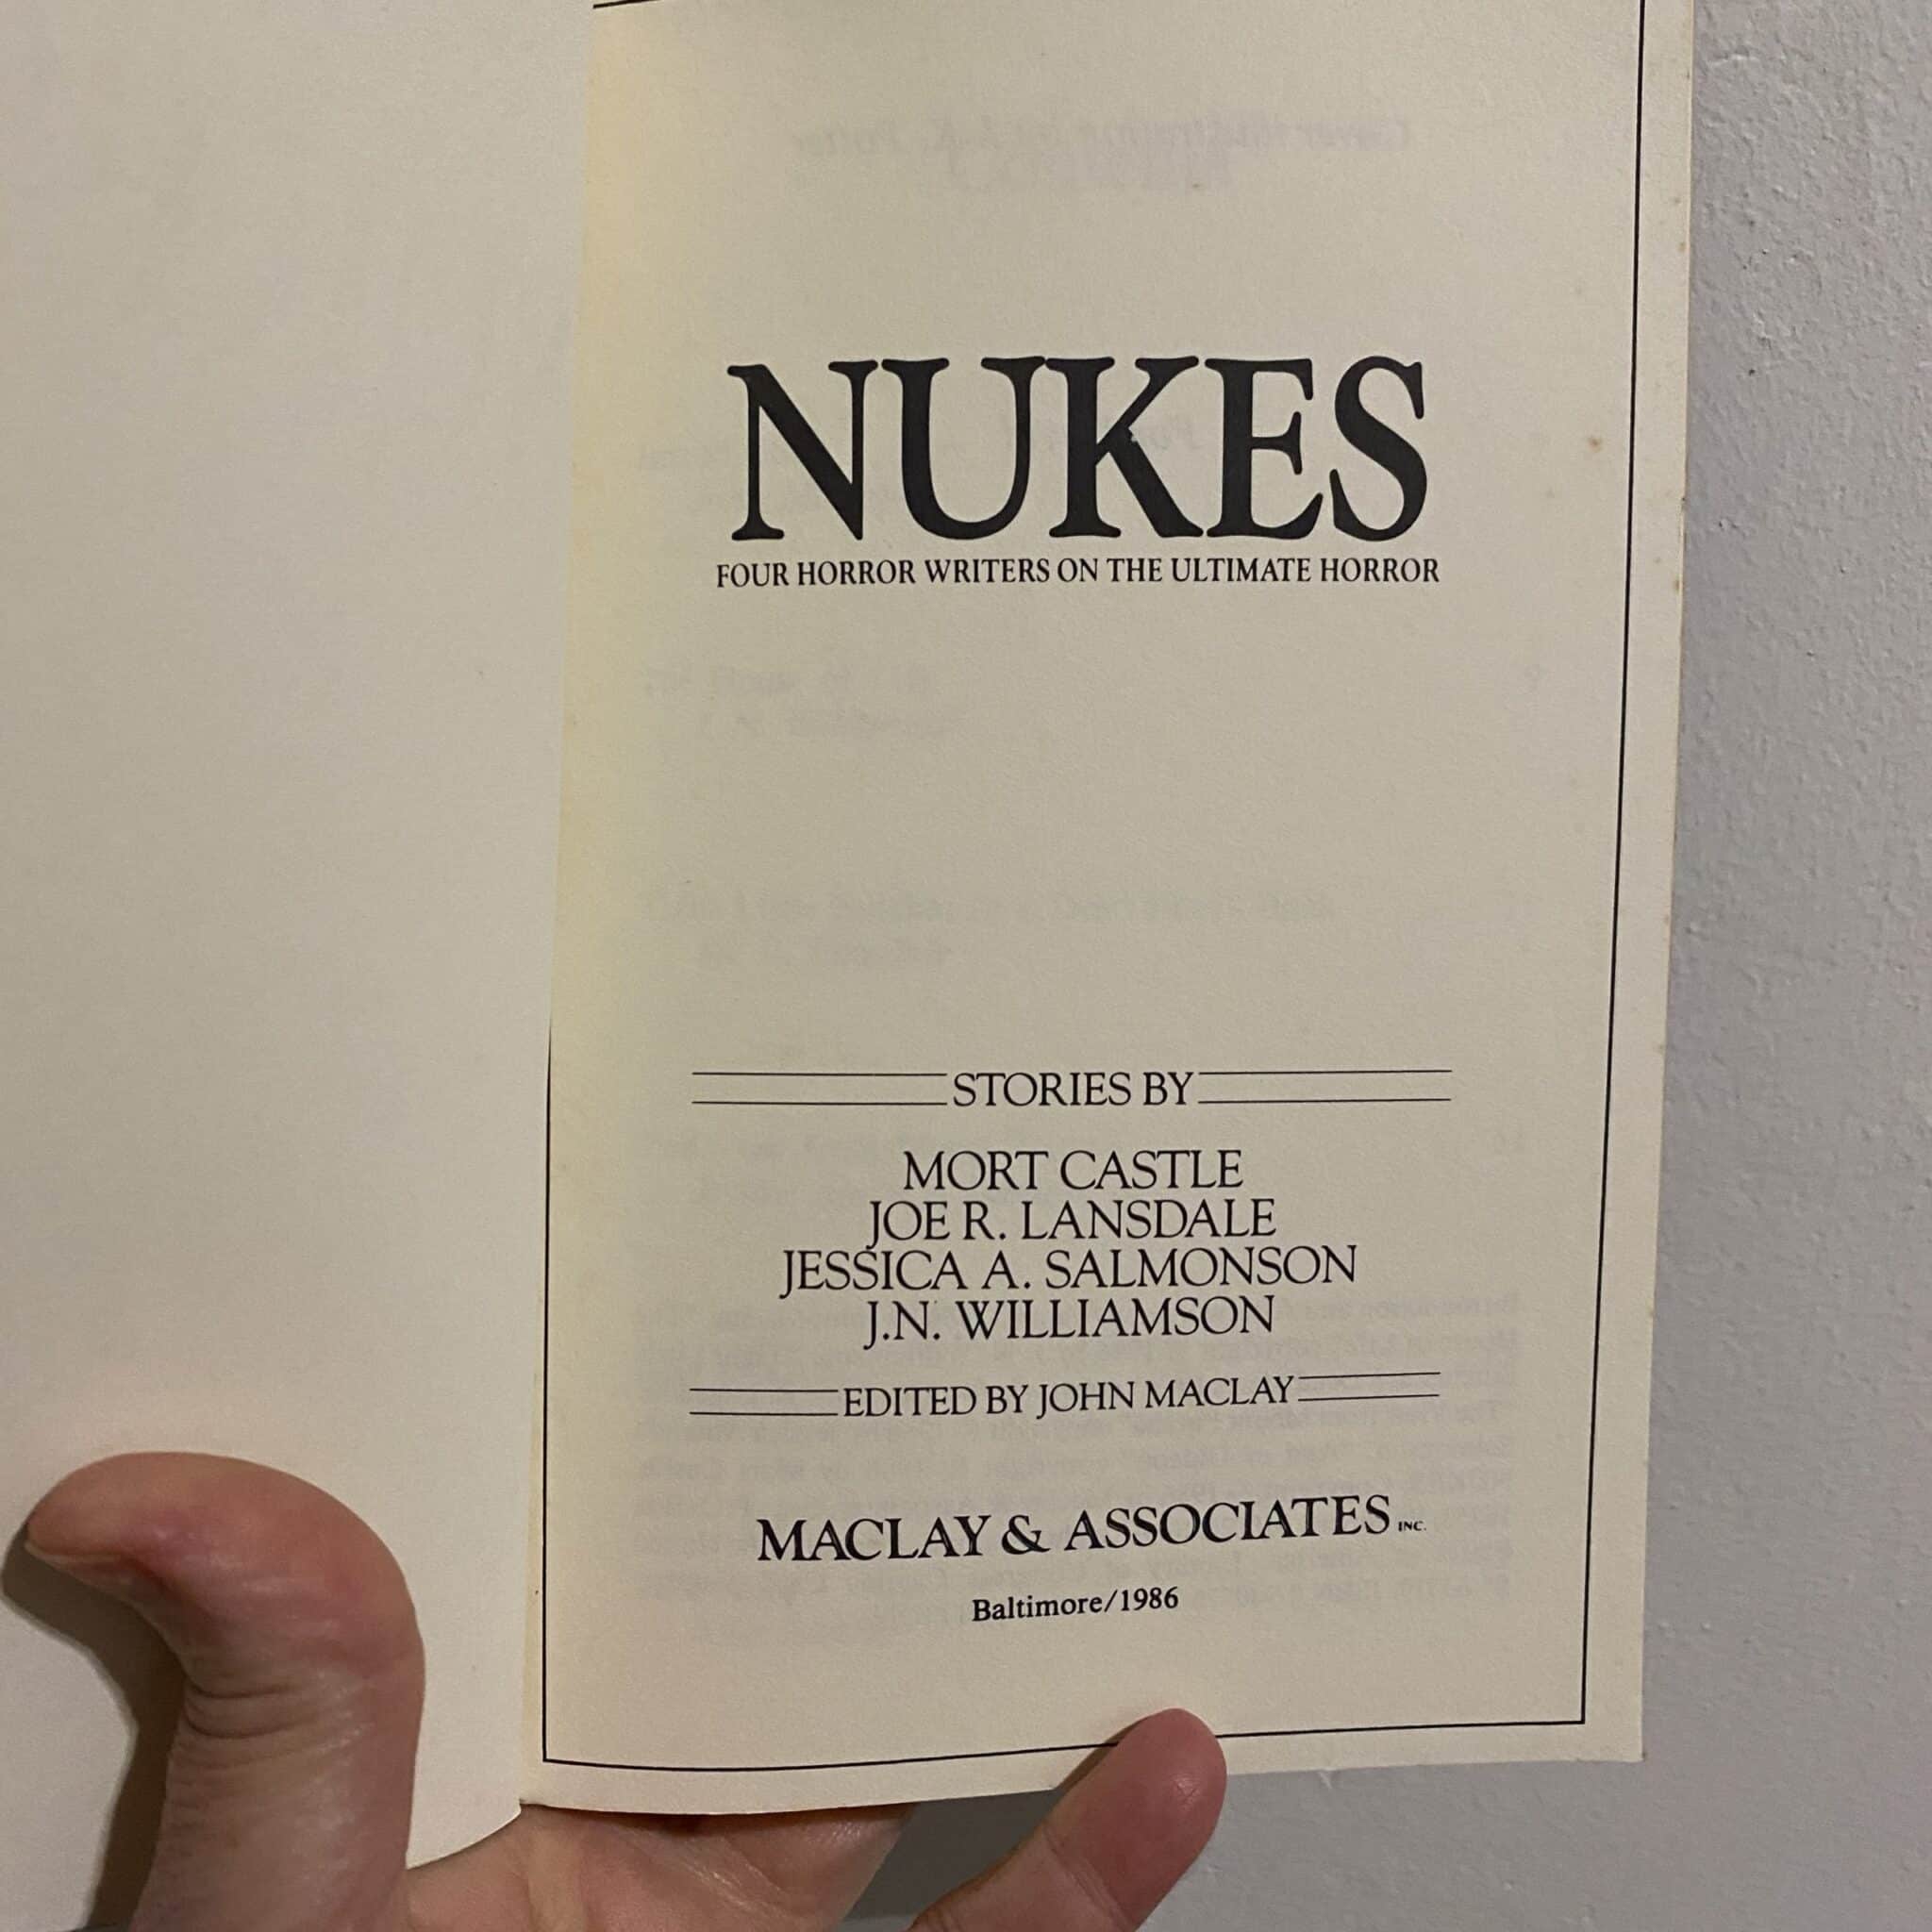 NUKES
FOUR HORROR WRITERS ON THE ULTIMATE HORROR
STORIES BY
MORT CASTLE
JOE R. LANSDALE
JESSICA A. SALMONSON
J.N. WILLIAMSON
EDITED BY JOHN MACLAY
MACLAY & ASSOCIATES INC.
Baltimore/1986